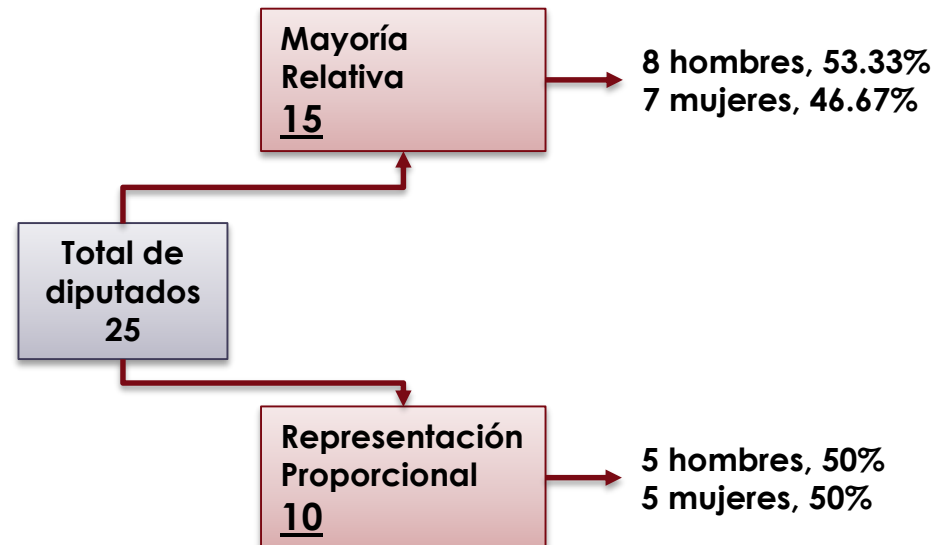 Mayoría
Relativa
15
8 hombres, 53.33%
7 mujeres, 46.67%
Total de
diputados
25
Representación
Proporcional
10
5 hombres, 50%
5 mujeres, 50%